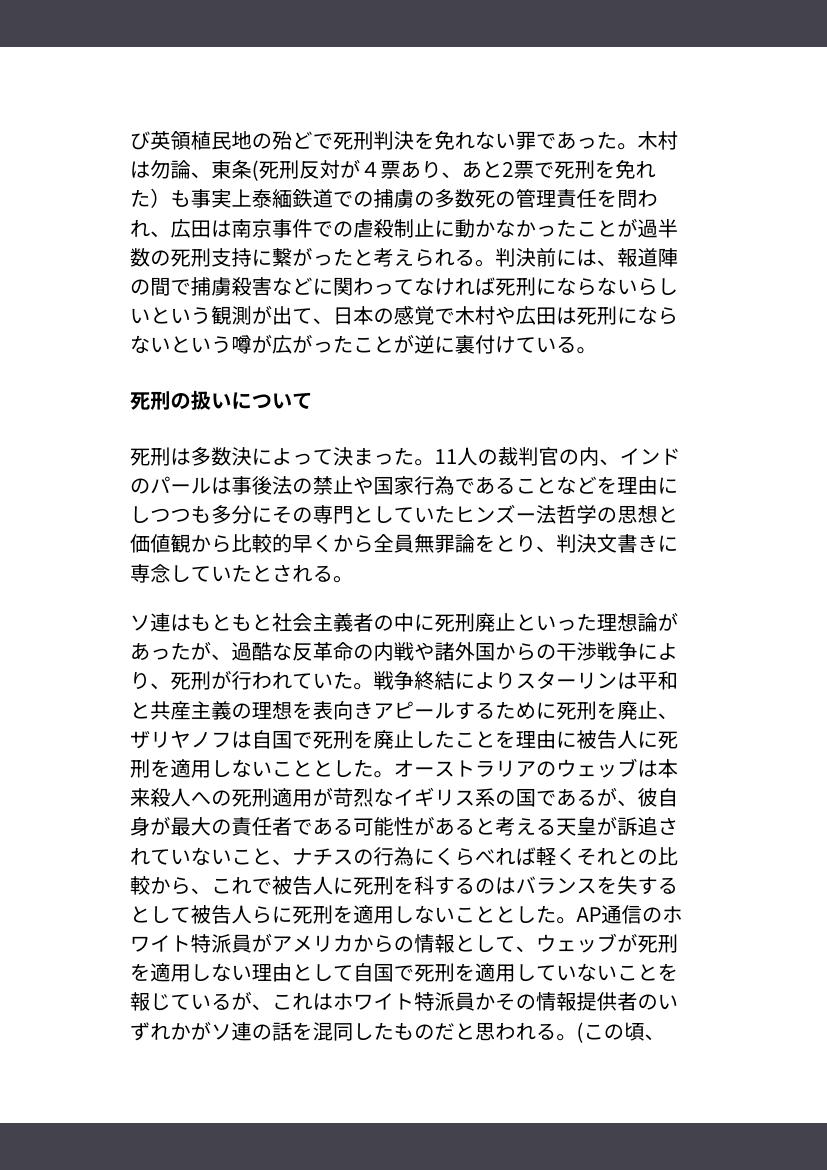 び英領植民地の殆どで死刑判決を免れない罪であった。木村
は勿論、東条(死刑反対が４票あり、あと2票で死刑を免れ
た）も事実上泰緬鉄道での捕虜の多数死の管理責任を問わ
れ、広田は南京事件での虐殺制止に動かなかったことが過半
数の死刑支持に繋がったと考えられる。判決前には、報道陣
の間で捕虜殺害などに関わってなければ死刑にならないらし
いという観測が出て、日本の感覚で木村や広田は死刑になら
ないという噂が広がったことが逆に裏付けている。
死刑の扱いについて
死刑は多数決によって決まった。11人の裁判官の内、インド
のパールは事後法の禁止や国家行為であることなどを理由に
しつつも多分にその専門としていたヒンズー法哲学の思想と
価値観から比較的早くから全員無罪論をとり、判決文書きに
専念していたとされる。
ソ連はもともと社会主義者の中に死刑廃止といった理想論が
あったが、過酷な反革命の内戦や諸外国からの干渉戦争によ
り、死刑が行われていた。戦争終結によりスターリンは平和
と共産主義の理想を表向きアピールするために死刑を廃止、
ザリヤノフは自国で死刑を廃止したことを理由に被告人に死
刑を適用しないこととした。オーストラリアのウェッブは本
来殺人への死刑適用が苛烈なイギリス系の国であるが、彼自
身が最大の責任者である可能性があると考える天皇が訴追さ
れていないこと、ナチスの行為にくらべれば軽くそれとの比
較から、これで被告人に死刑を科するのはバランスを失する
として被告人らに死刑を適用しないこととした。AP通信のホ
ワイト特派員がアメリカからの情報として、ウェッブが死刑
を適用しない理由として自国で死刑を適用していないことを
報じているが、これはホワイト特派員かその情報提供者のい
ずれかがソ連の話を混同したものだと思われる。(この頃、